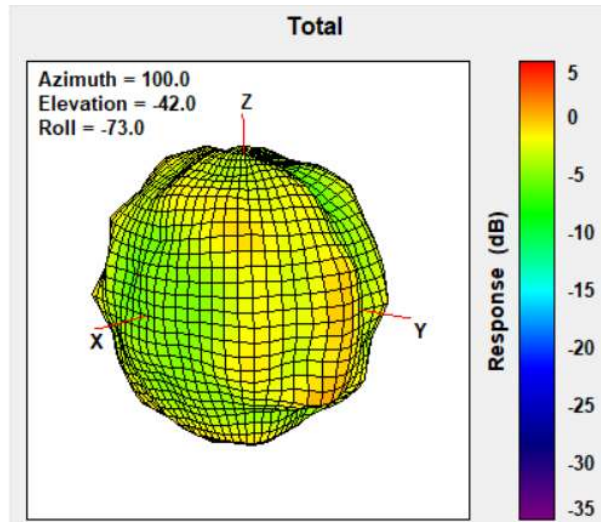 Total
Azimuth = 100.0
Elevation = -42.0
Roll = -73.0
Z
X
Y
Response (dB)
5
0
-5
-10
-15
-20
-25
-30
-35